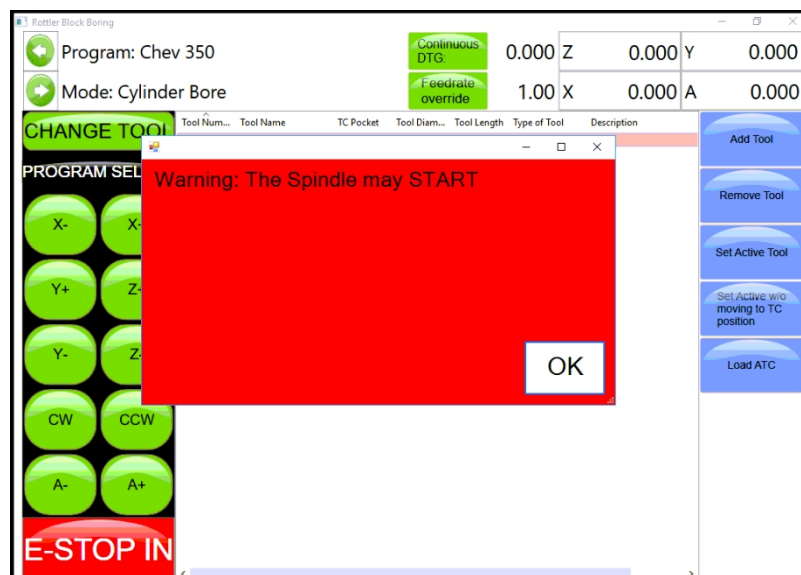 Rottler Block Boring
Program: Chev 350
Continuous
DTG:
0.000 Z 0.000 Y 0.000
Mode: Cylinder Bore
Feedrate
override
1.00 X 0.000 A 0.000
CHANGE TOOL
Tool Num... Tool Name TC Pocket Tool Diam... Tool Length Type of Tool Description
PROGRAM SEL
Warning: The Spindle may START
OK
X- X-
Y+ Z-
Y- Z-
CW CCW
A- A+
E-STOP IN
Add Tool
Remove Tool
Set Active Tool
Set Active w/o
moving to TC
position
Load ATC